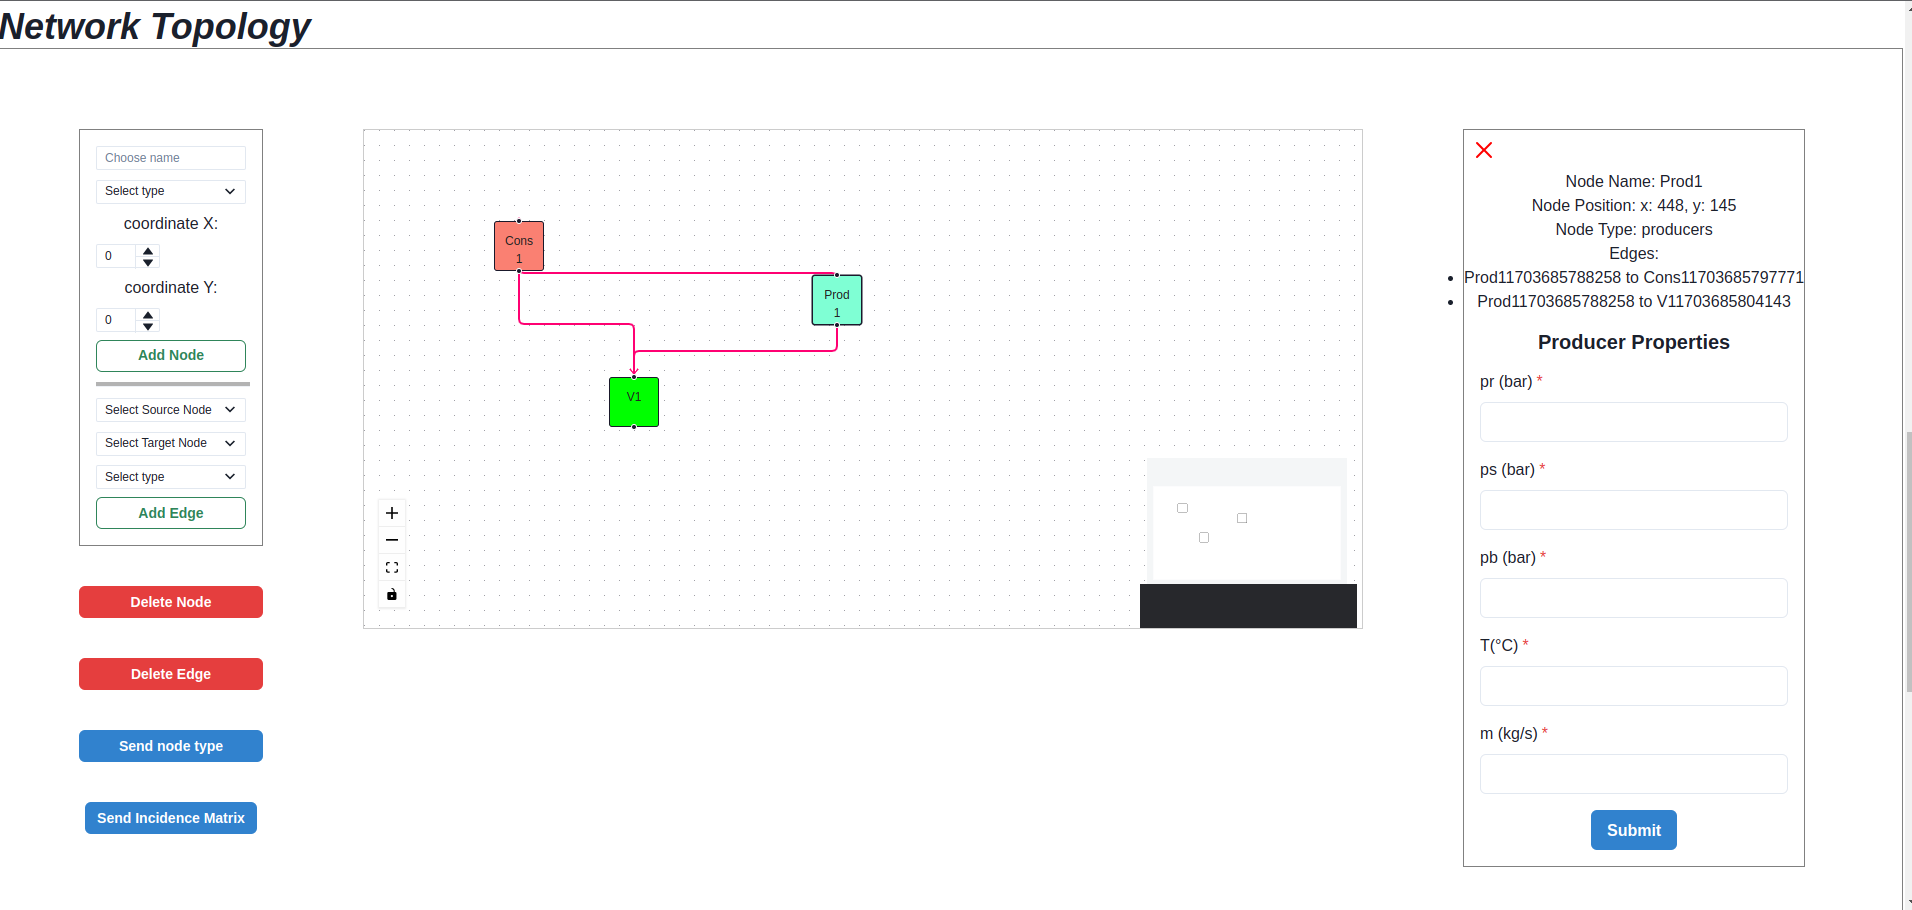 Network Topology
Choose name
Select type
coordinate X:
0
coordinate Y:
0
Add Node
Select Source Node
Select Target Node
Select type
Add Edge
Delete Node
Delete Edge
Send node type
Send Incidence Matrix
Cons
1
Prod
1
V1
Node Name: Prod1
Node Position: x: 448, y: 145
Node Type: producers
Edges:
Prod11703685788258 to Cons11703685797771
Prod11703685788258 to V11703685804143
Producer Properties
pr (bar) *
ps (bar) *
pb (bar) *
T(°C) *
m (kg/s) *
Submit